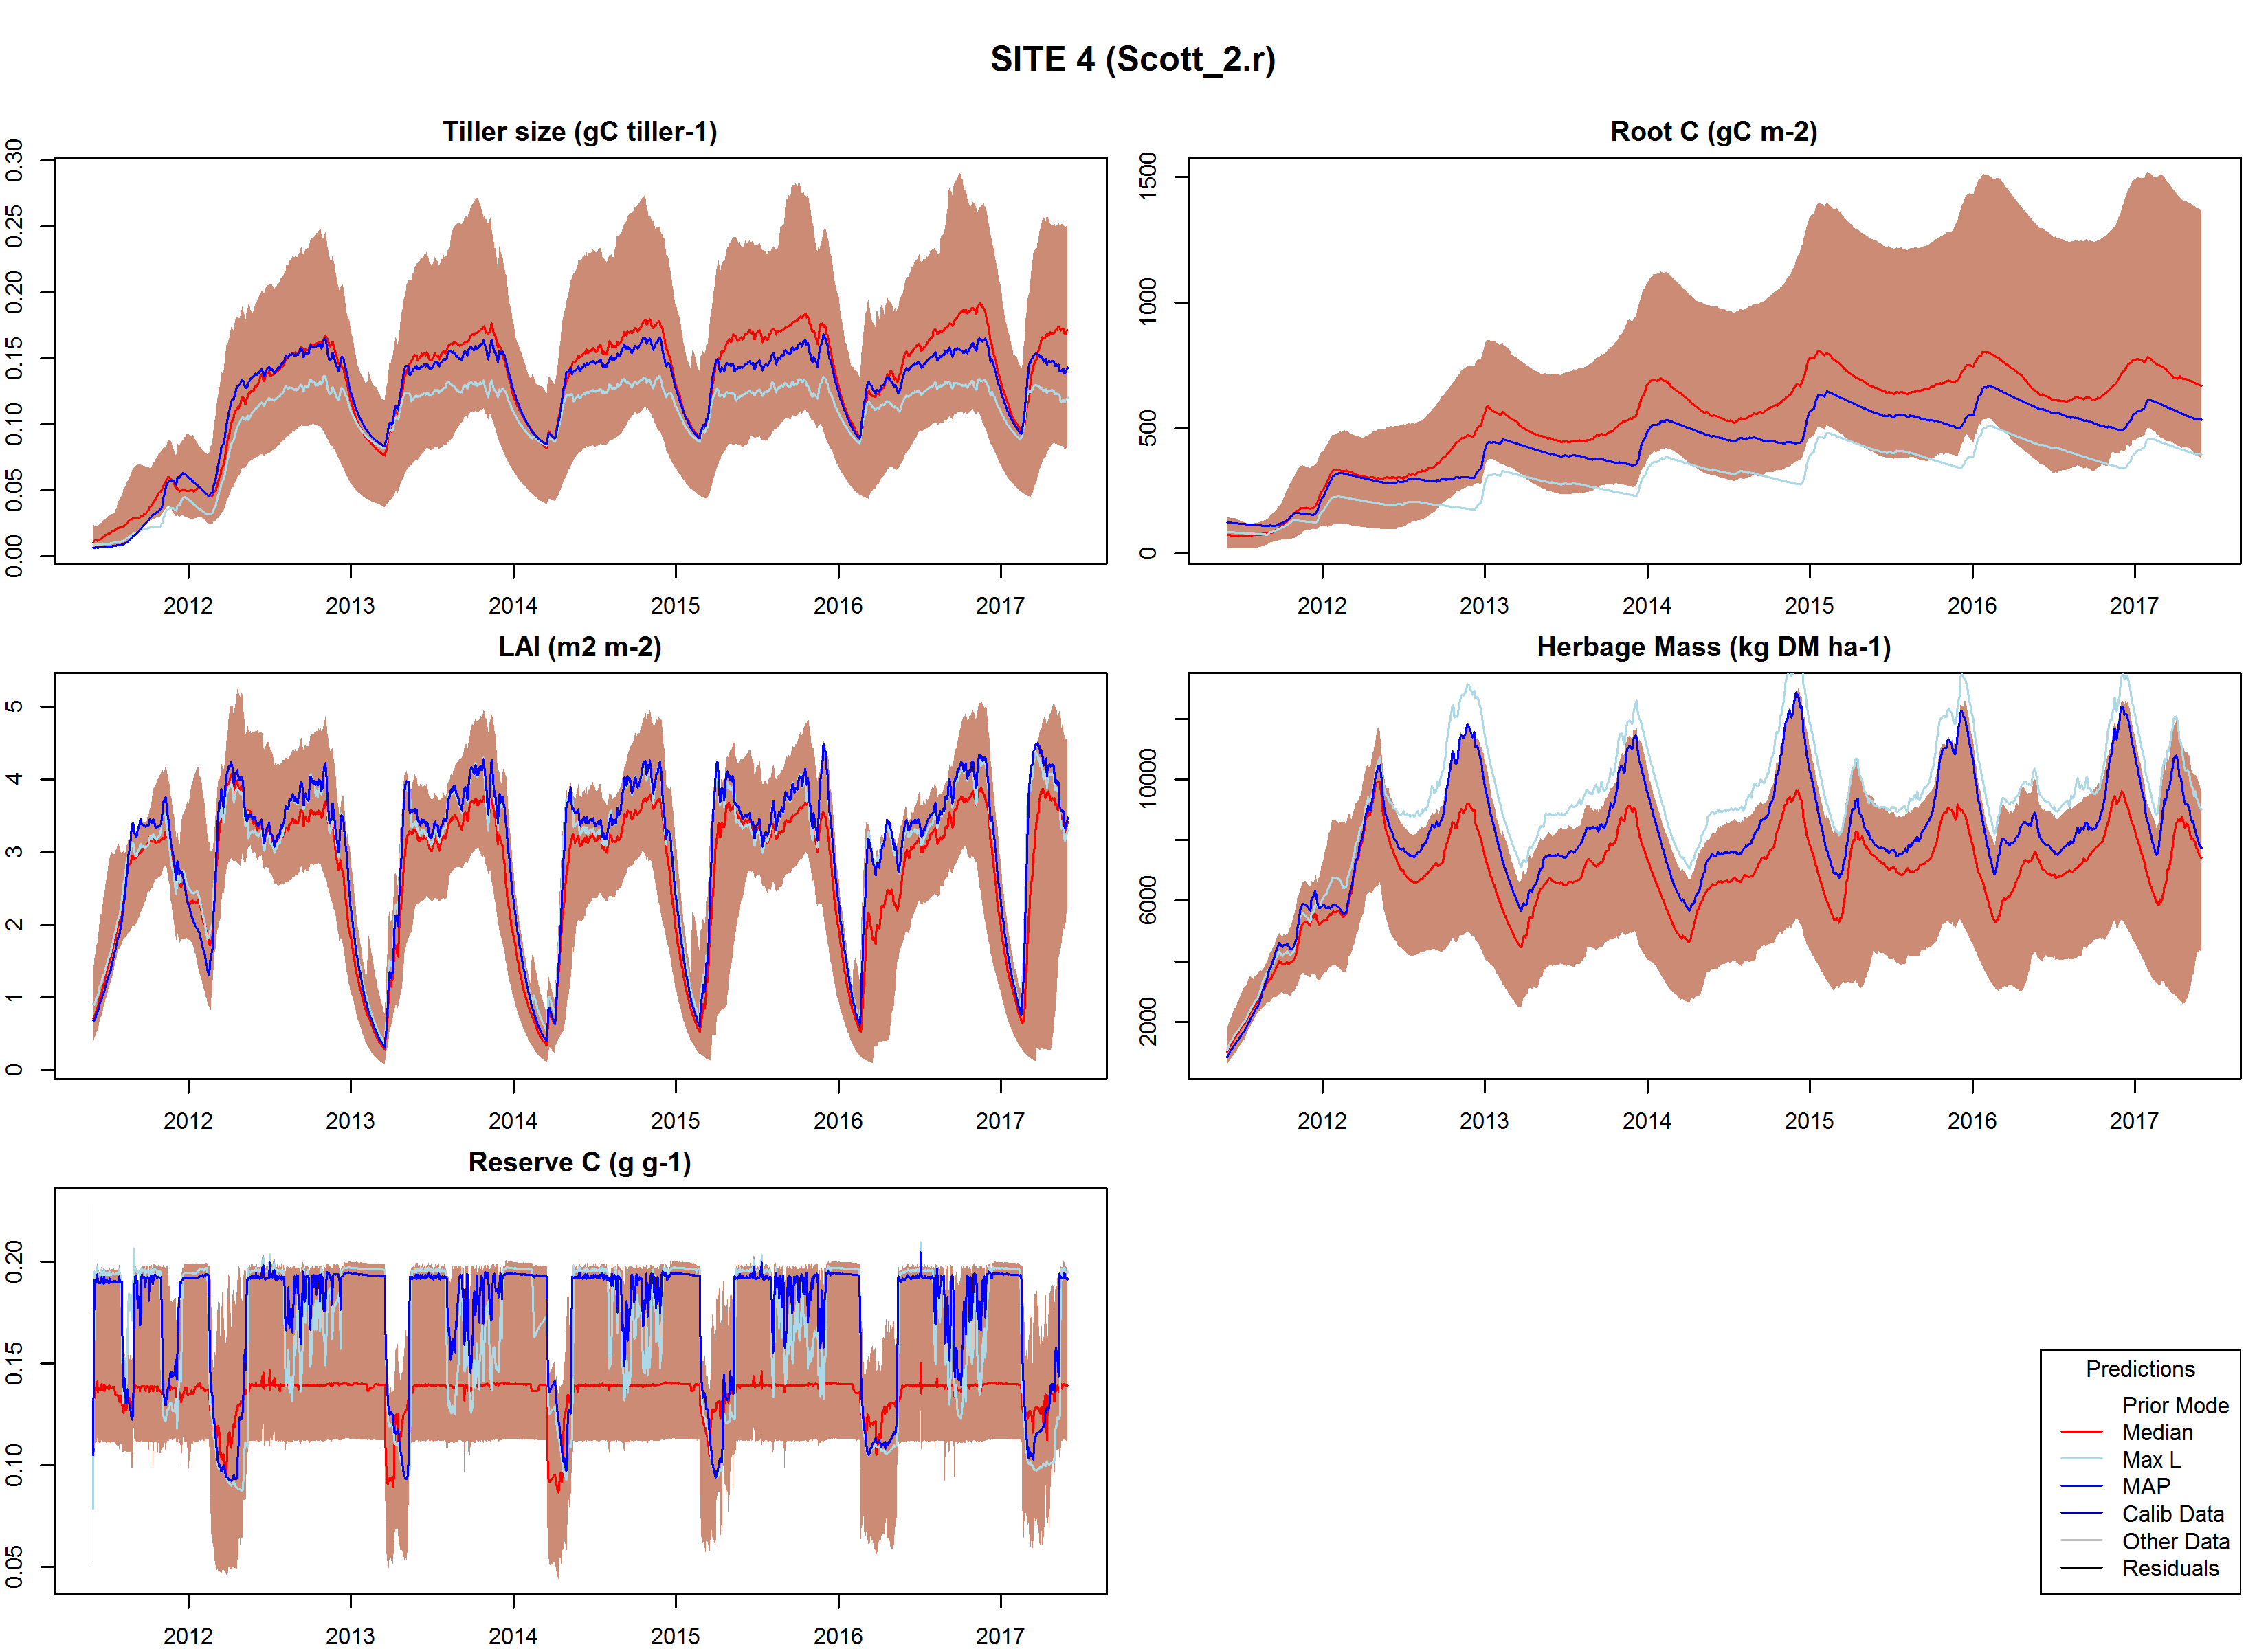 SITE 4 (Scott_2.r)
Tiller size (gC tiller-1)
0.00 0.05 0.10 0.15 0.20 0.25 0.30
2012 2013 2014 2015 2016 2017
Root C (gC m-2)
0 500 1000 1500
2012 2013 2014 2015 2016 2017
LAI (m2 m-2)
0 1 2 3 4 5
2012 2013 2014 2015 2016 2017
Herbage Mass (kg DM ha-1)
2000 6000 10000
2012 2013 2014 2015 2016 2017
Reserve C (g g-1)
0.05 0.10 0.15 0.20
2012 2013 2014 2015 2016 2017
Predictions
Prior Mode
Median
Max L
MAP
Calib Data
Other Data
Residuals